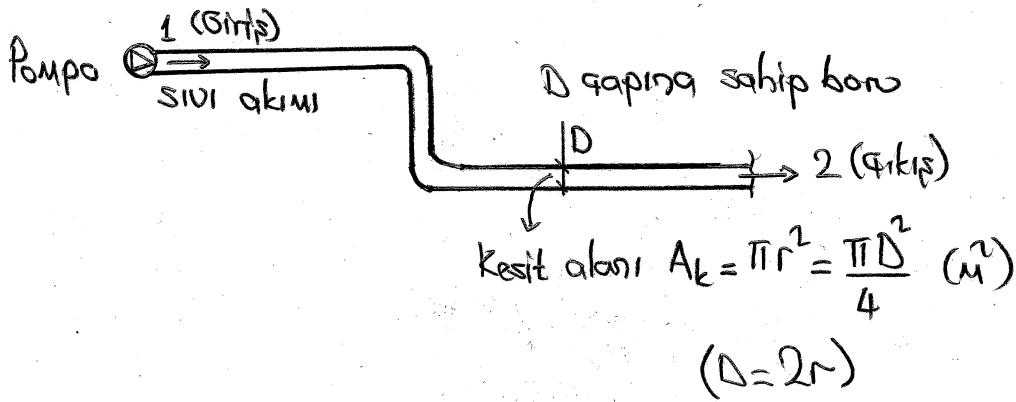 1 (Giriş)
Pompa
sıvı akımı
D çapına sahip boru
D
2 (Çıkış)
Kesit alanı A_k = πr² = πD²/4 (m²)
(D=2r)